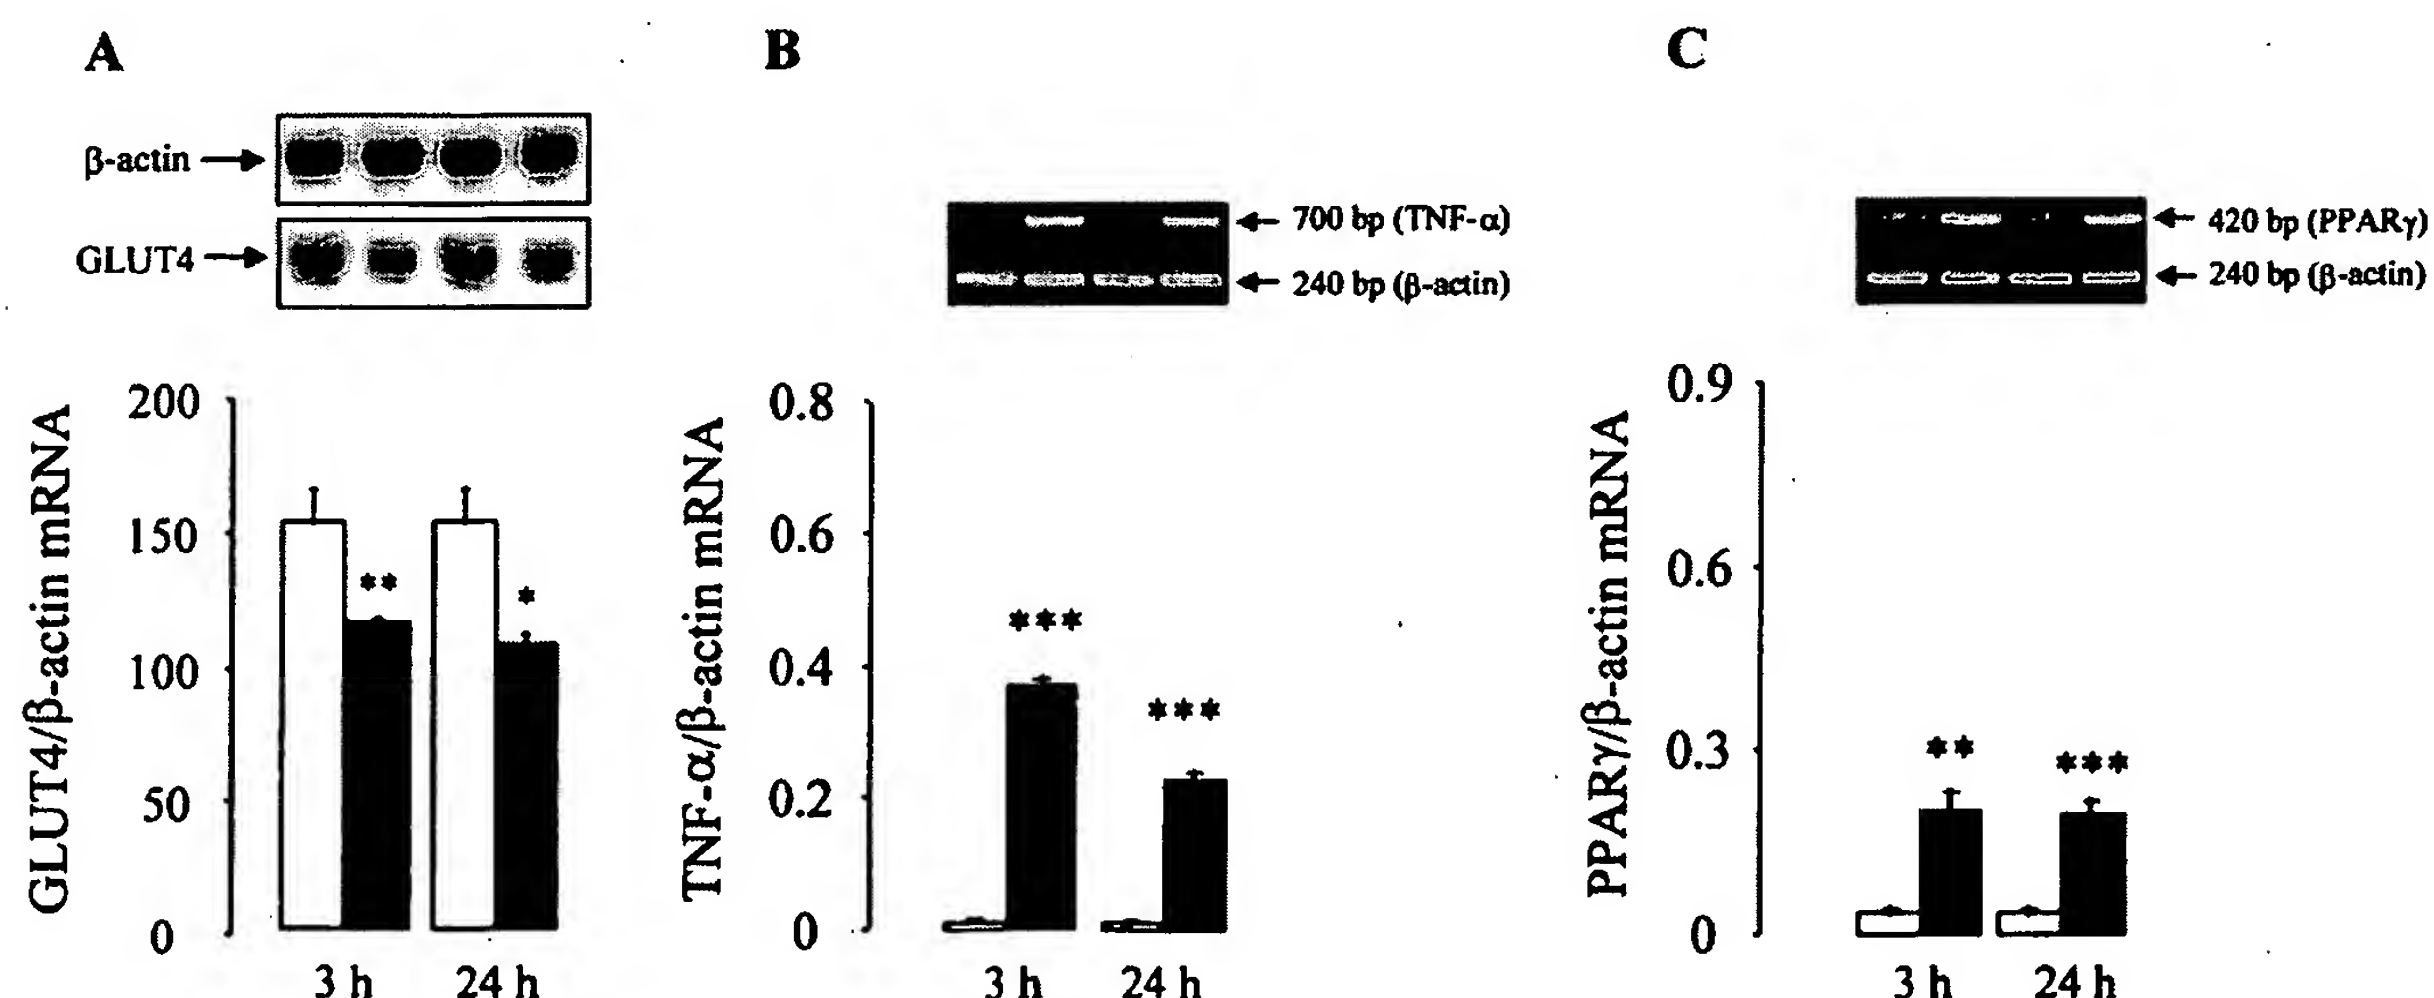 A
β-actin
GLUT4
GLUT4/β-actin mRNA
200
150
100
50
0
**
*
3 h
24 h
B
700 bp (TNF-α)
240 bp (β-actin)
TNF-α/β-actin mRNA
0.8
0.6
0.4
0.2
0
***
***
3 h
24 h
C
420 bp (PPARγ)
240 bp (β-actin)
PPARγ/β-actin mRNA
0.9
0.6
0.3
0
**
***
3 h
24 h